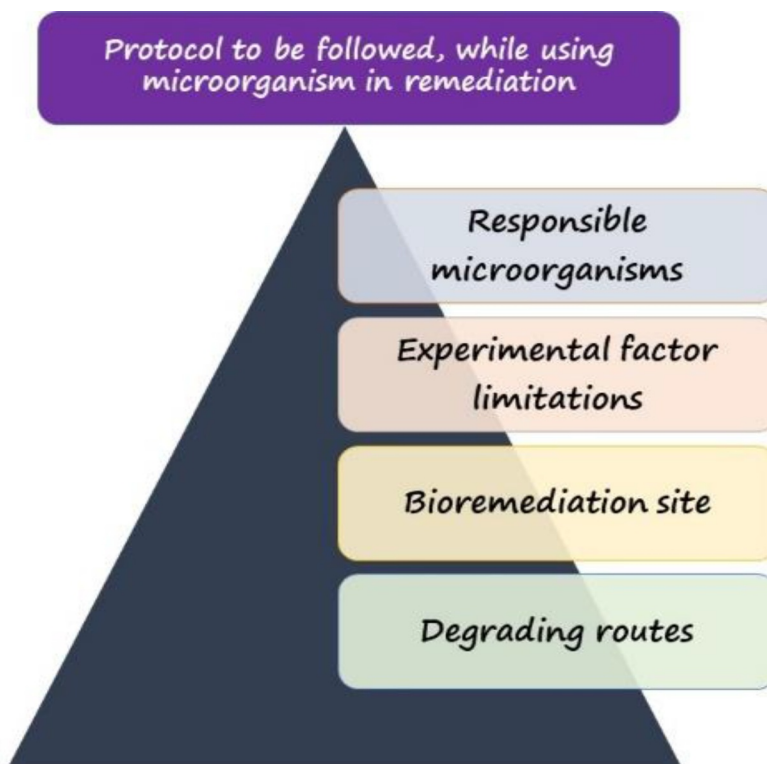 Protocol to be followed, while using
microorganism in remediation
Responsible
microorganisms
Experimental factor
limitations
Bioremediation site
Degrading routes